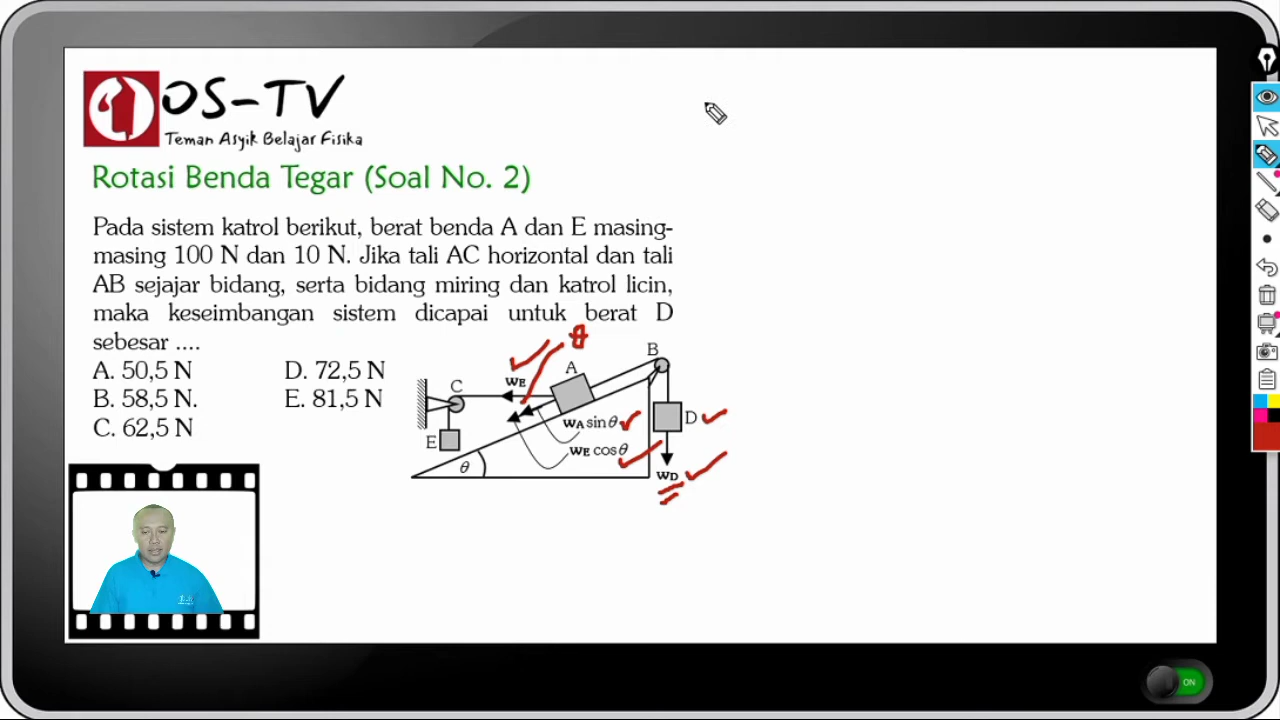 OS-TV
Teman Asyik Belajar Fisika
Rotasi Benda Tegar (Soal No. 2)
Pada sistem katrol berikut, berat benda A dan E masing-
masing 100 N dan 10 N. Jika tali AC horizontal dan tali
AB sejajar bidang, serta bidang miring dan katrol licin,
maka keseimbangan sistem dicapai untuk berat D
sebesar ....
A. 50,5 N
B. 58,5 N.
C. 62,5 N
D. 72,5 N
E. 81,5 N
θ
B
A
C
wE
E
D
wA sin θ
wE cos θ
θ
wD
ON